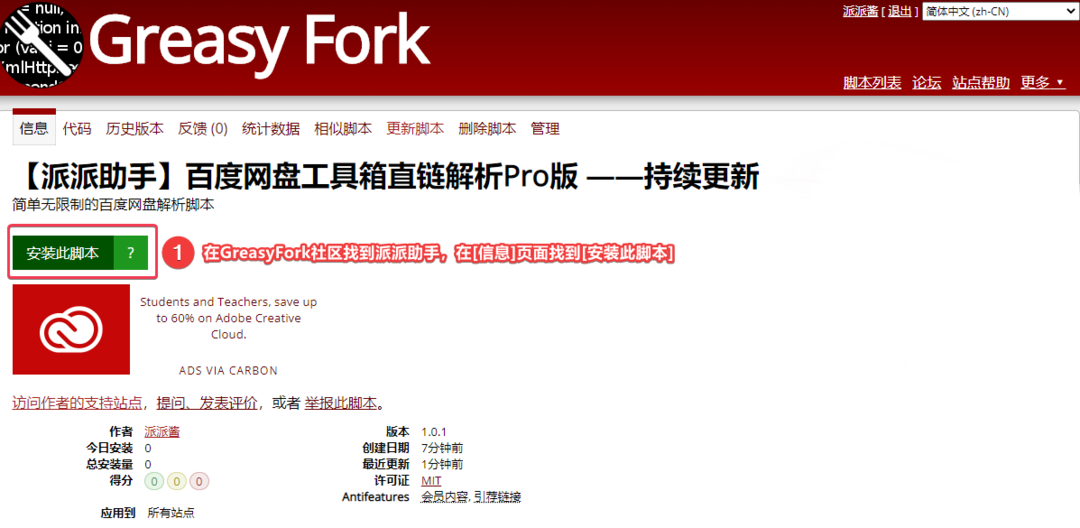 = null,
nction in
or (va i = 0
XmlHttp
Greasy Fork
派派酱 [ 退出 ] 简体中文 (zh-CN)
脚本列表 论坛 站点帮助 更多
信息 代码 历史版本 反馈 (0) 统计数据 相似脚本 更新脚本 删除脚本 管理
【派派助手】百度网盘工具箱直链解析Pro版 ——持续更新
简单无限制的百度网盘解析脚本
安装此脚本 ?
1 在GreasyFork社区找到派派助手，在[信息]页面找到[安装此脚本]
Students and Teachers, save up
to 60% on Adobe Creative
Cloud.
ADS VIA CARBON
访问作者的支持站点，提问、发表评价，或者 举报此脚本。
作者 派派酱 版本 1.0.1
今日安装 0 创建日期 7分钟前
总安装量 0 最近更新 1分钟前
得分 0 0 0 许可证 MIT
Antifeatures 会员内容, 引荐链接
应用到 所有站点